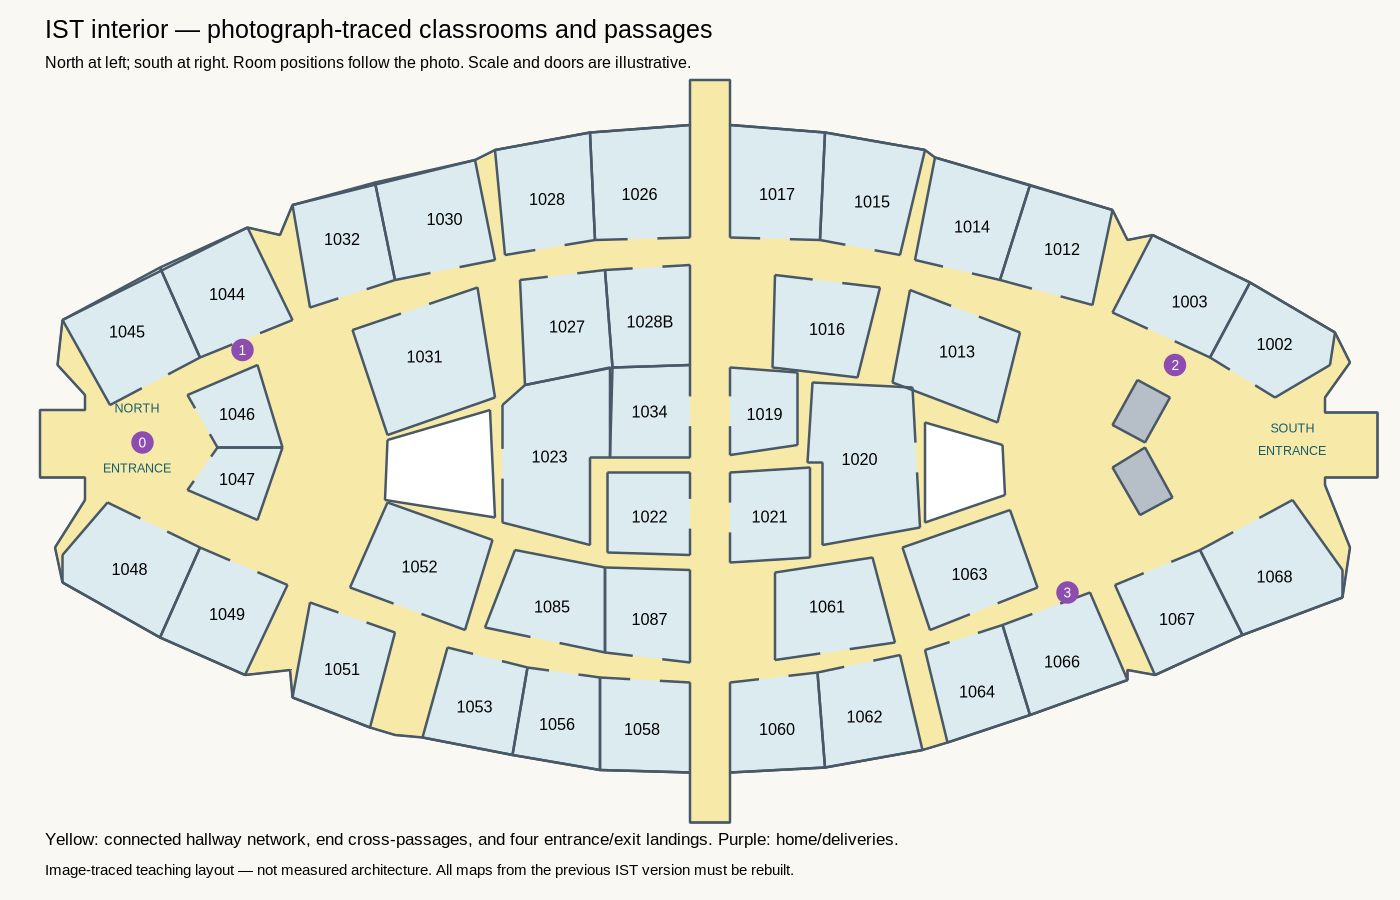 IST interior — photograph-traced classrooms and passages
North at left; south at right. Room positions follow the photo. Scale and doors are illustrative.
1028 1026 1017 1015
1032 1030 1014 1012
1045 1044 1003 1002
1031 1027 1028B 1016 1013
1 2
NORTH
0
ENTRANCE
1046
1047
1034 1019
1023 1020
1022 1021
SOUTH
ENTRANCE
1048 1049
1052 1085 1087 1061 1063
3
1067 1068
1051 1053 1056 1058 1060 1062 1064 1066
Yellow: connected hallway network, end cross-passages, and four entrance/exit landings. Purple: home/deliveries.
Image-traced teaching layout — not measured architecture. All maps from the previous IST version must be rebuilt.